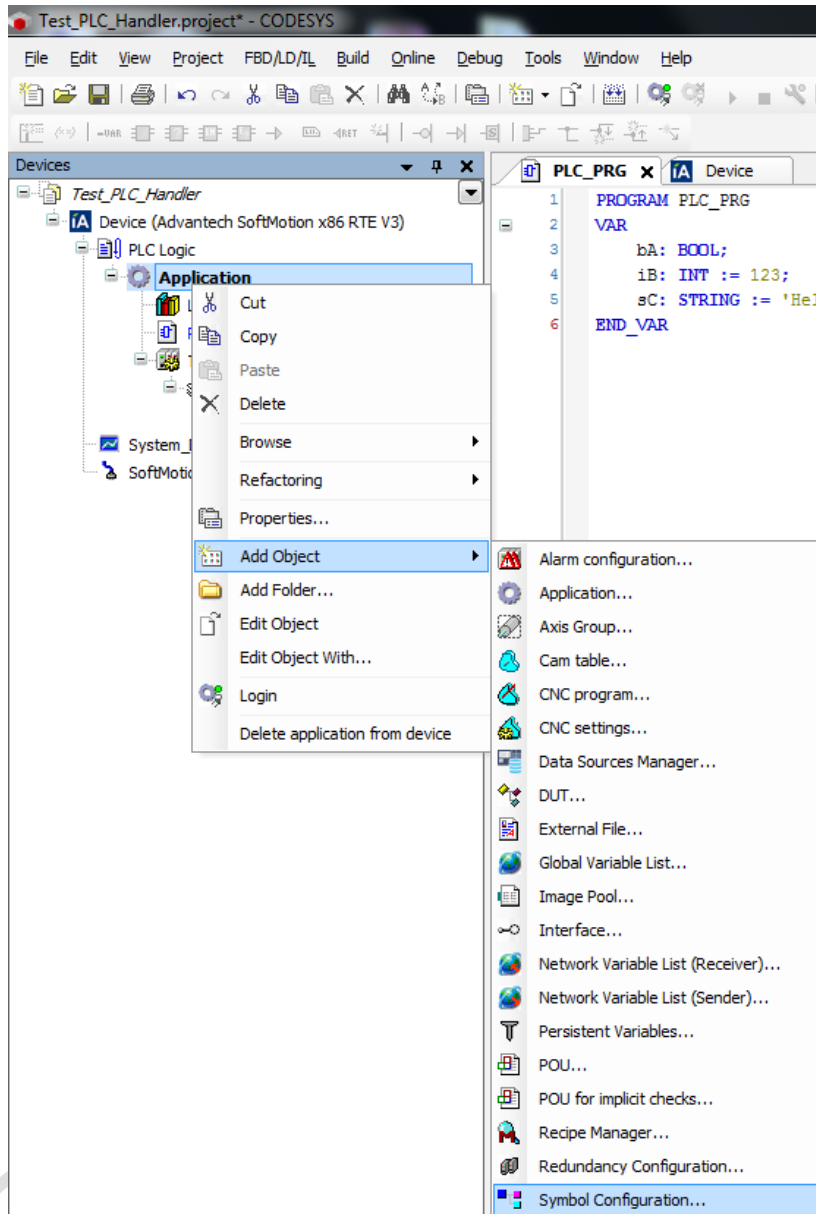 Test_PLC_Handler.project* - CODESYS
File Edit View Project FBD/LD/IL Build Online Debug Tools Window Help
Devices
PLC_PRG Device
Test_PLC_Handler
Device (Advantech SoftMotion x86 RTE V3)
PLC Logic
Application
1 PROGRAM PLC_PRG
2 VAR
3 bA: BOOL;
4 iB: INT := 123;
5 sC: STRING := 'Hel
6 END_VAR
Cut
Copy
Paste
Delete
Browse
Refactoring
Properties...
Add Object
Add Folder...
Edit Object
Edit Object With...
Login
Delete application from device
Alarm configuration...
Application...
Axis Group...
Cam table...
CNC program...
CNC settings...
Data Sources Manager...
DUT...
External File...
Global Variable List...
Image Pool...
Interface...
Network Variable List (Receiver)...
Network Variable List (Sender)...
Persistent Variables...
POU...
POU for implicit checks...
Recipe Manager...
Redundancy Configuration...
Symbol Configuration...